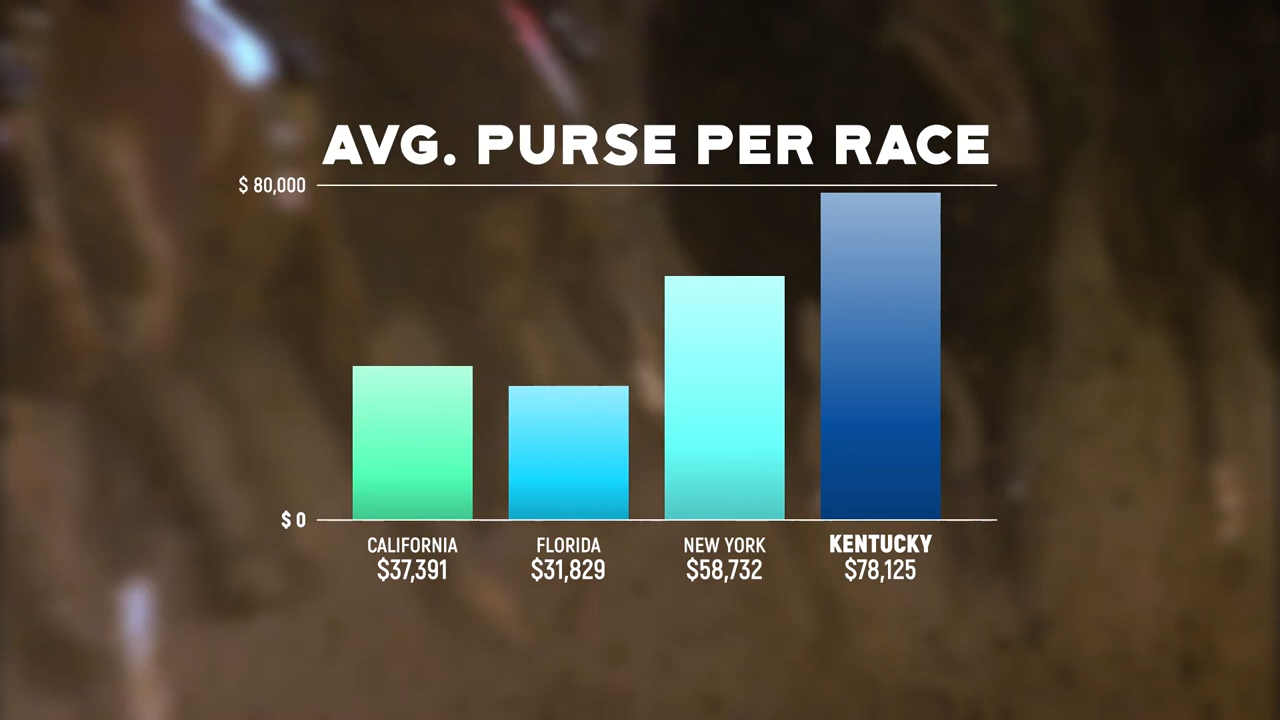 AVG. PURSE PER RACE
$ 80,000
$ 0
CALIFORNIA
$37,391
FLORIDA
$31,829
NEW YORK
$58,732
KENTUCKY
$78,125